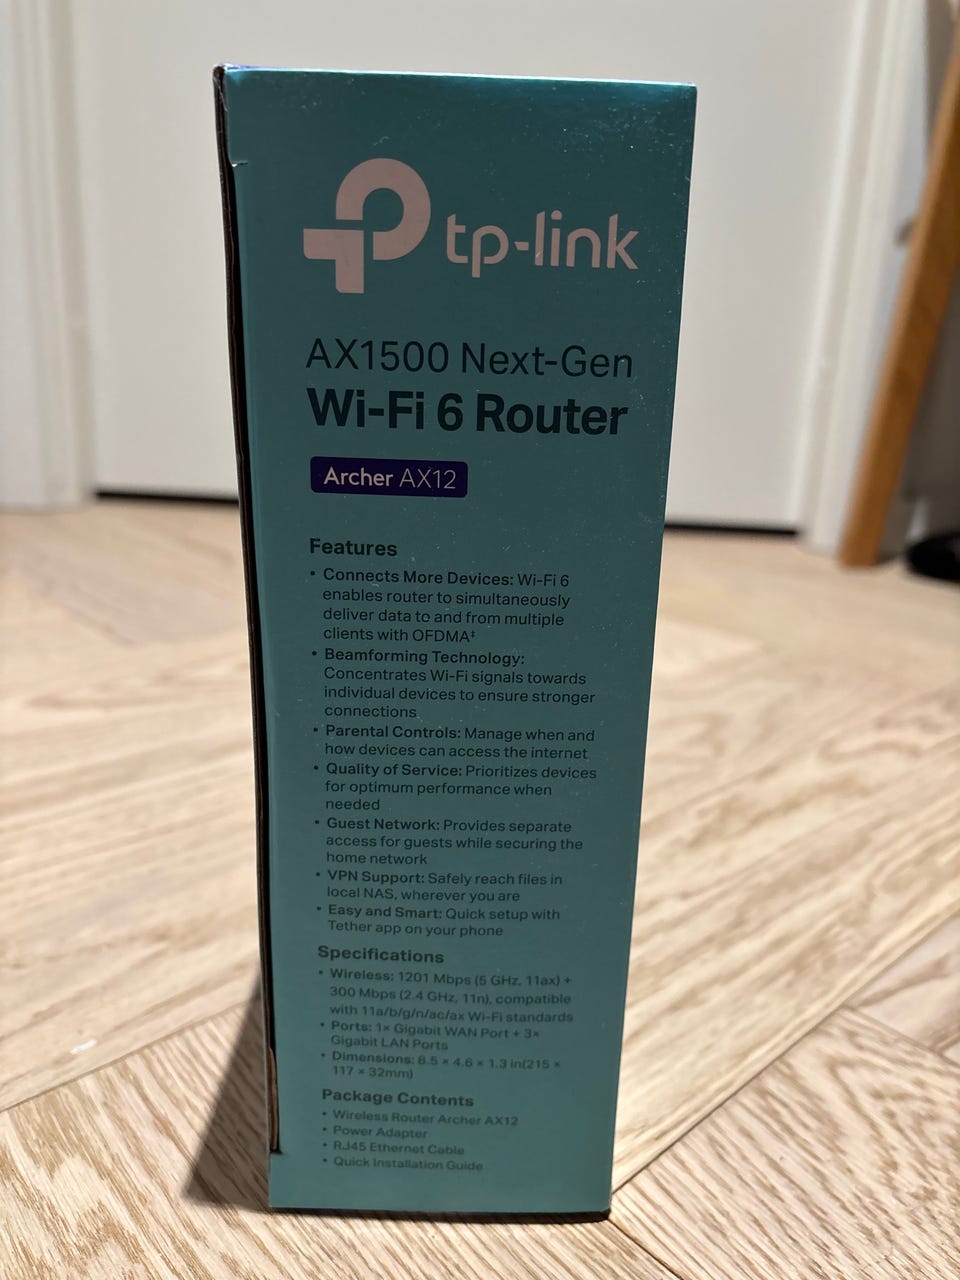 tp-link
AX1500 Next-Gen
Wi-Fi 6 Router
Archer AX12
Features
• Connects More Devices: Wi-Fi 6
enables router to simultaneously
deliver data to and from multiple
clients with OFDMA‡
• Beamforming Technology:
Concentrates Wi-Fi signals towards
individual devices to ensure stronger
connections
• Parental Controls: Manage when and
how devices can access the internet
• Quality of Service: Prioritizes devices
for optimum performance when
needed
• Guest Network: Provides separate
access for guests while securing the
home network
• VPN Support: Safely reach files in
local NAS, wherever you are
• Easy and Smart: Quick setup with
Tether app on your phone
Specifications
• Wireless: 1201 Mbps (5 GHz, 11ax) +
300 Mbps (2.4 GHz, 11n), compatible
with 11a/b/g/n/ac/ax Wi-Fi standards
• Ports: 1× Gigabit WAN Port + 3×
Gigabit LAN Ports
• Dimensions: 8.5 × 4.6 × 1.3 in(215 ×
117 × 32mm)
Package Contents
• Wireless Router Archer AX12
• Power Adapter
• RJ45 Ethernet Cable
• Quick Installation Guide